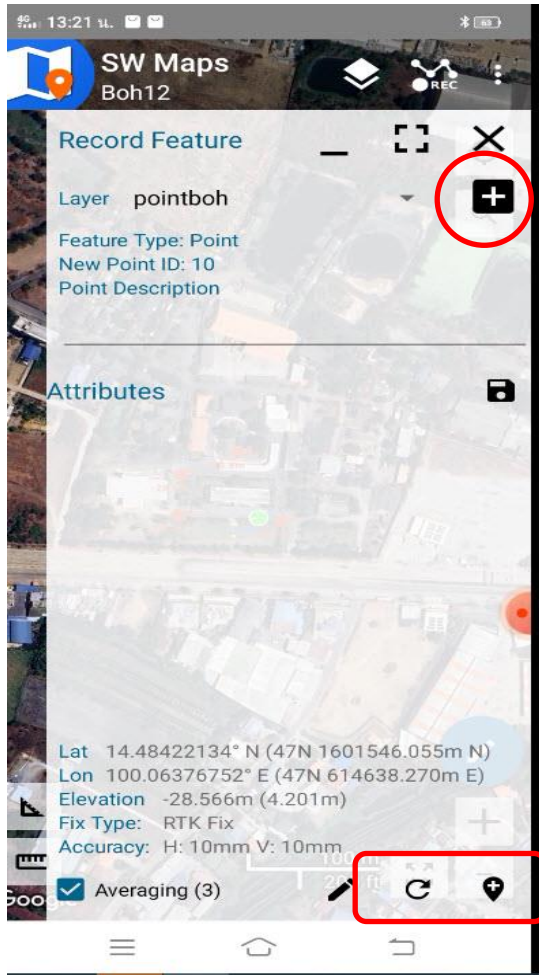 4G 13:21 น. 63
SW Maps
Boh12
REC
Record Feature
Layer pointboh
Feature Type: Point
New Point ID: 10
Point Description
Attributes
Lat 14.48422134° N (47N 1601546.055m N)
Lon 100.06376752° E (47N 614638.270m E)
Elevation -28.566m (4.201m)
Fix Type: RTK Fix
Accuracy: H: 10mm V: 10mm
Averaging (3)